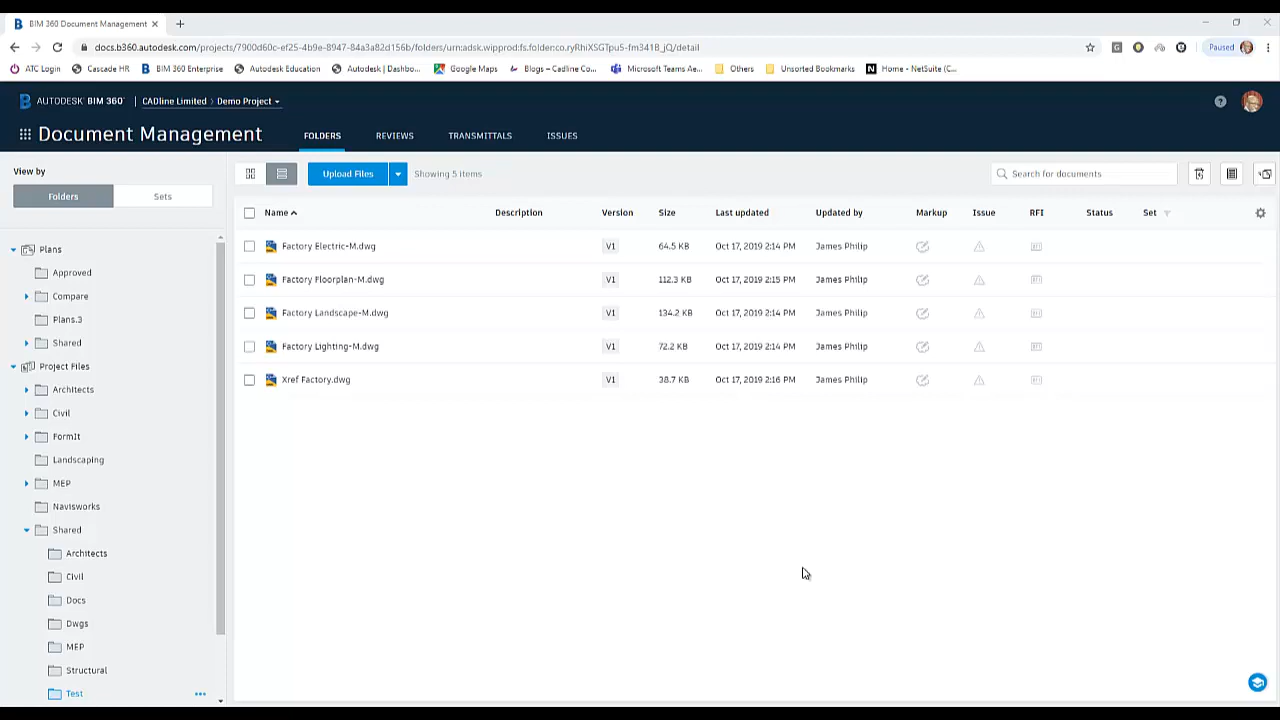 BIM 360 Document Management
docs.b360.autodesk.com/projects/7900d60c-ef25-4b9e-8947-84a3a82d156b/folders/urn:adsk.wipprod:fs.folder:co.ryRhiXSGTpu5-fm341B_jQ/detail
Paused
ATC Login Cascade HR BIM 360 Enterprise Autodesk Education Autodesk | Dashbo... Google Maps Blogs – Cadline Co... Microsoft Teams Ae... Others Unsorted Bookmarks Home - NetSuite (C...
AUTODESK BIM 360 CADline Limited > Demo Project
Document Management FOLDERS REVIEWS TRANSMITTALS ISSUES
View by
Folders Sets
Upload Files Showing 5 items Search for documents
Name Description Version Size Last updated Updated by Markup Issue RFI Status Set
Factory Electric-M.dwg V1 64.5 KB Oct 17, 2019 2:14 PM James Philip
Factory Floorplan-M.dwg V1 112.3 KB Oct 17, 2019 2:15 PM James Philip
Factory Landscape-M.dwg V1 134.2 KB Oct 17, 2019 2:14 PM James Philip
Factory Lighting-M.dwg V1 72.2 KB Oct 17, 2019 2:14 PM James Philip
Xref Factory.dwg V1 38.7 KB Oct 17, 2019 2:16 PM James Philip
Plans
Approved
Compare
Plans.3
Shared
Project Files
Architects
Civil
FormIt
Landscaping
MEP
Navisworks
Shared
Architects
Civil
Docs
Dwgs
MEP
Structural
Test